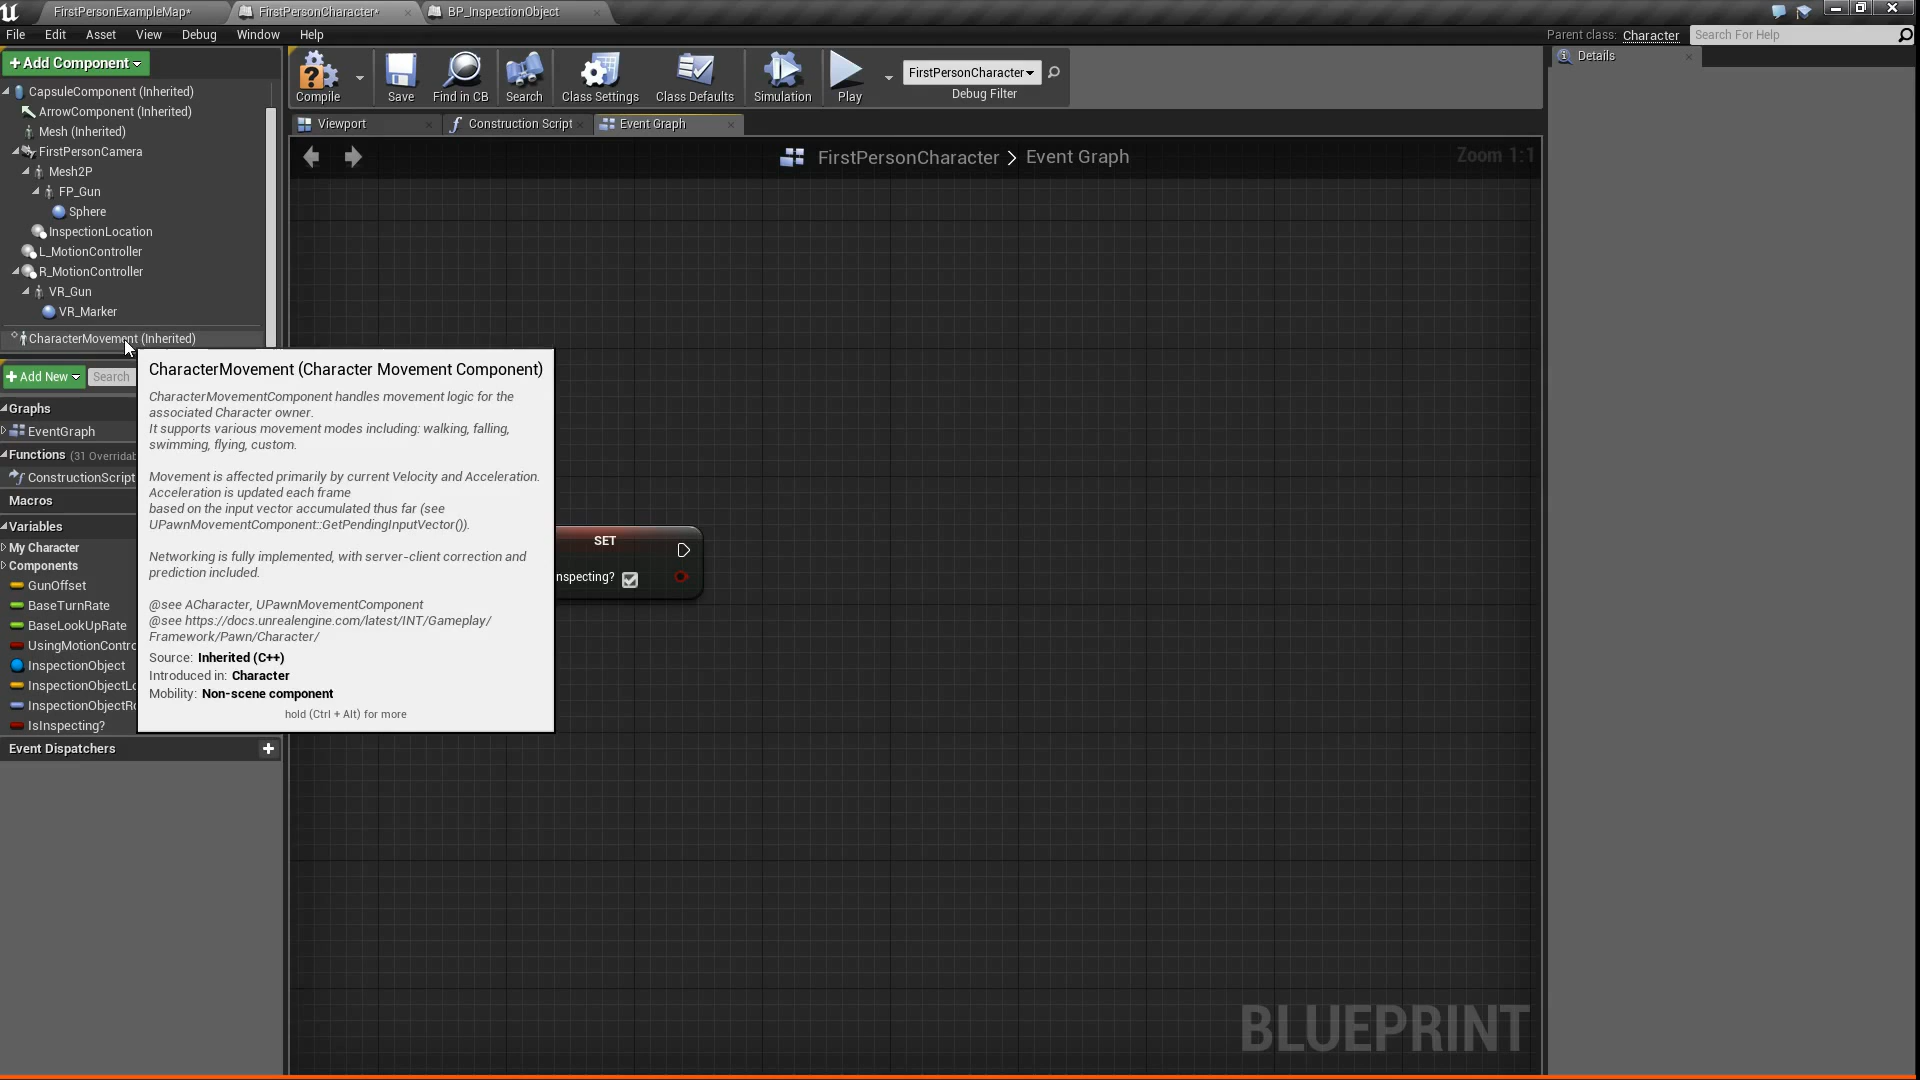 FirstPersonExampleMap*
FirstPersonCharacter*
BP_InspectionObject
File Edit Asset View Debug Window Help
Parent class: Character
Search For Help
+Add Component
Compile
Save
Find in CB
Search
Class Settings
Class Defaults
Simulation
Play
FirstPersonCharacter
Debug Filter
Details
CapsuleComponent (Inherited)
ArrowComponent (Inherited)
Mesh (Inherited)
FirstPersonCamera
Mesh2P
FP_Gun
Sphere
InspectionLocation
L_MotionController
R_MotionController
VR_Gun
VR_Marker
CharacterMovement (Inherited)
Viewport
Construction Script
Event Graph
FirstPersonCharacter > Event Graph
Zoom 1:1
+Add New
Search
Graphs
EventGraph
Functions (31 Overridab
ConstructionScript
Macros
Variables
My Character
Components
GunOffset
BaseTurnRate
BaseLookUpRate
UsingMotionContro
InspectionObject
InspectionObjectLo
InspectionObjectRo
IsInspecting?
Event Dispatchers
CharacterMovement (Character Movement Component)
CharacterMovementComponent handles movement logic for the
associated Character owner.
It supports various movement modes including: walking, falling,
swimming, flying, custom.
Movement is affected primarily by current Velocity and Acceleration.
Acceleration is updated each frame
based on the input vector accumulated thus far (see
UPawnMovementComponent::GetPendingInputVector()).
Networking is fully implemented, with server-client correction and
prediction included.
@see ACharacter, UPawnMovementComponent
@see https://docs.unrealengine.com/latest/INT/Gameplay/
Framework/Pawn/Character/
Source: Inherited (C++)
Introduced in: Character
Mobility: Non-scene component
hold (Ctrl + Alt) for more
SET
nspecting?
BLUEPRINT